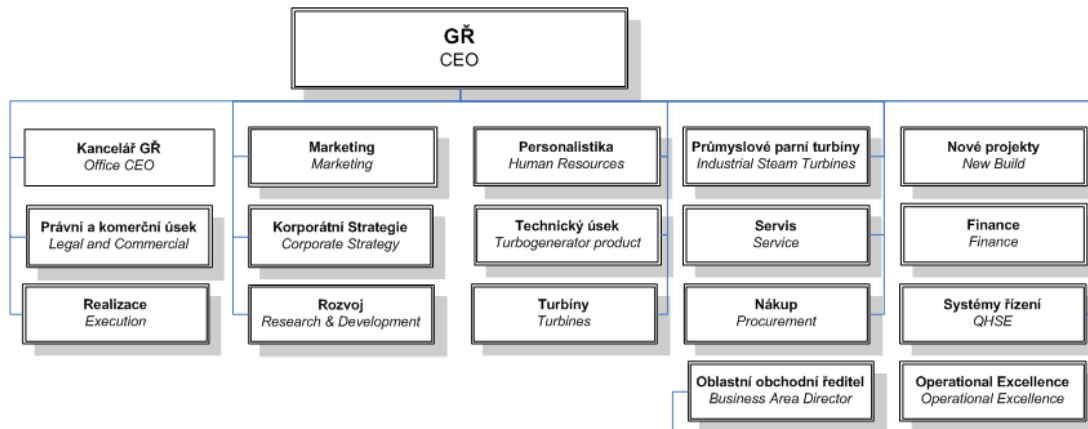 GŘ
CEO
Kancelář GŘ
Office CEO
Marketing
Marketing
Personalistika
Human Resources
Průmyslové parní turbíny
Industrial Steam Turbines
Nové projekty
New Build
Právní a komerční úsek
Legal and Commercial
Korporátní Strategie
Corporate Strategy
Technický úsek
Turbogenerator product
Servis
Service
Finance
Finance
Realizace
Execution
Rozvoj
Research & Development
Turbíny
Turbines
Nákup
Procurement
Systémy řízení
QHSE
Oblastní obchodní ředitel
Business Area Director
Operational Excellence
Operational Excellence